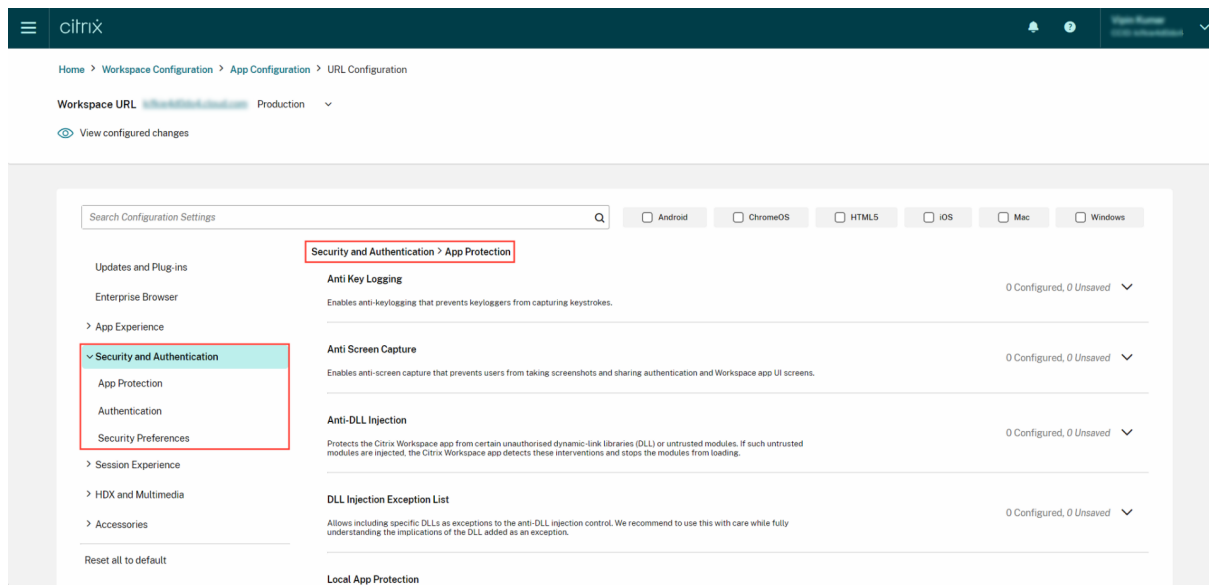 citrix
Home > Workspace Configuration > App Configuration > URL Configuration
Workspace URL Production
View configured changes
Search Configuration Settings
Android
ChromeOS
HTML5
iOS
Mac
Windows
Updates and Plug-ins
Enterprise Browser
App Experience
Security and Authentication
App Protection
Authentication
Security Preferences
Session Experience
HDX and Multimedia
Accessories
Reset all to default
Security and Authentication > App Protection
Anti Key Logging
Enables anti-keylogging that prevents keyloggers from capturing keystrokes.
0 Configured, 0 Unsaved
Anti Screen Capture
Enables anti-screen capture that prevents users from taking screenshots and sharing authentication and Workspace app UI screens.
0 Configured, 0 Unsaved
Anti-DLL Injection
Protects the Citrix Workspace app from certain unauthorised dynamic-link libraries (DLL) or untrusted modules. If such untrusted
modules are injected, the Citrix Workspace app detects these interventions and stops the modules from loading.
0 Configured, 0 Unsaved
DLL Injection Exception List
Allows including specific DLLs as exceptions to the anti-DLL injection control. We recommend to use this with care while fully
understanding the implications of the DLL added as an exception.
0 Configured, 0 Unsaved
Local App Protection